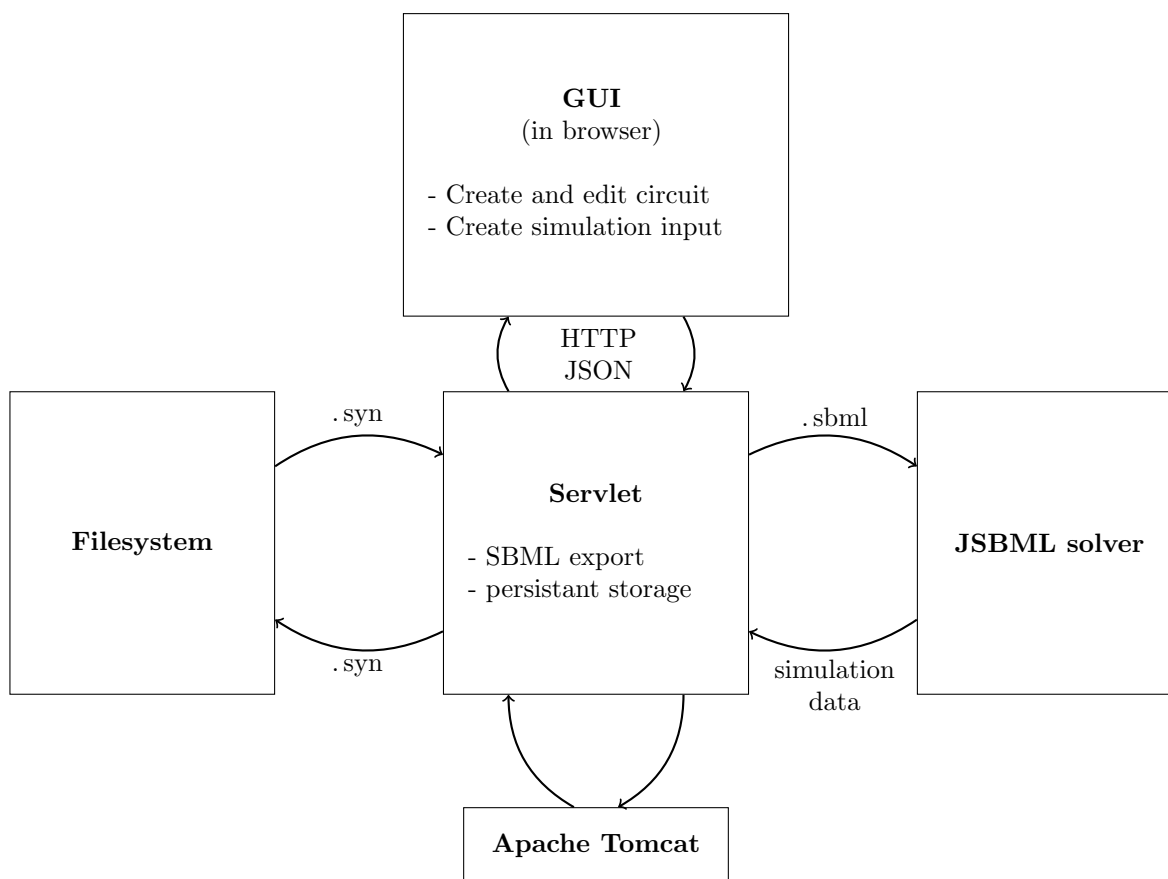 GUI
(in browser)
- Create and edit circuit
- Create simulation input
HTTP
JSON
.syn
.sbml
Filesystem
Servlet
- SBML export
- persistant storage
JSBML solver
.syn
simulation
data
Apache Tomcat